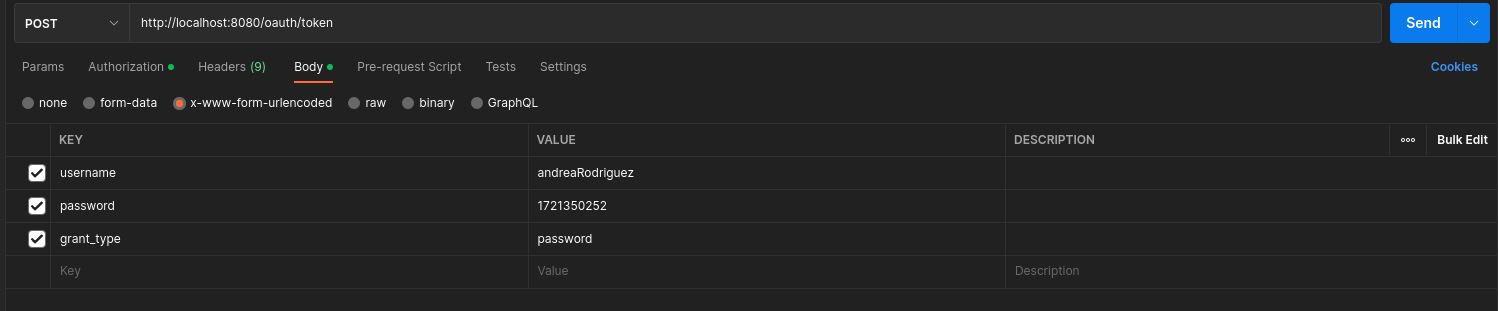 POST http://localhost:8080/oauth/token Send
Params Authorization Headers (9) Body Pre-request Script Tests Settings Cookies
none form-data x-www-form-urlencoded raw binary GraphQL
KEY VALUE DESCRIPTION ooo Bulk Edit
username andreaRodriguez
password 1721350252
grant_type password
Key Value Description